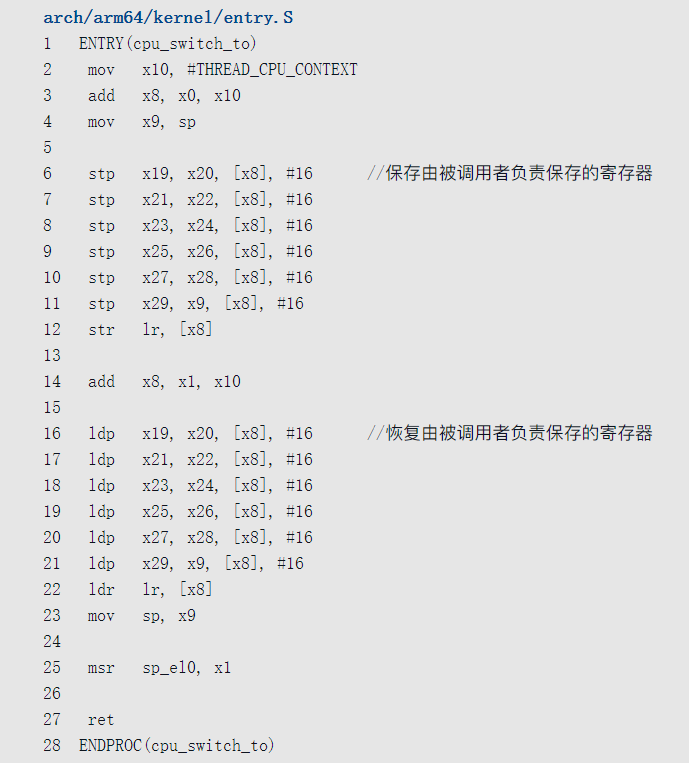 arch/arm64/kernel/entry.S
1 ENTRY(cpu_switch_to)
2 mov x10, #THREAD_CPU_CONTEXT
3 add x8, x0, x10
4 mov x9, sp
5
6 stp x19, x20, [x8], #16 //保存由被调用者负责保存的寄存器
7 stp x21, x22, [x8], #16
8 stp x23, x24, [x8], #16
9 stp x25, x26, [x8], #16
10 stp x27, x28, [x8], #16
11 stp x29, x9, [x8], #16
12 str lr, [x8]
13
14 add x8, x1, x10
15
16 ldp x19, x20, [x8], #16 //恢复由被调用者负责保存的寄存器
17 ldp x21, x22, [x8], #16
18 ldp x23, x24, [x8], #16
19 ldp x25, x26, [x8], #16
20 ldp x27, x28, [x8], #16
21 ldp x29, x9, [x8], #16
22 ldr lr, [x8]
23 mov sp, x9
24
25 msr sp_el0, x1
26
27 ret
28 ENDPROC(cpu_switch_to)